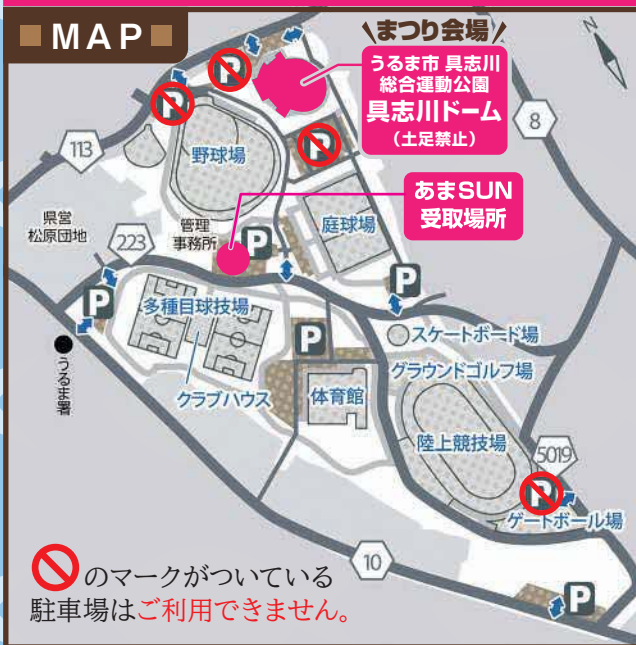 ■MAP■
N
\まつり会場/
うるま市 具志川
総合運動公園
具志川ドーム
(土足禁止)
P
P
P
8
113
野球場
あまSUN
受取場所
県営
松原団地
223
管理
事務所
P
庭球場
P
P
多種目球技場
P
スケートボード場
うるま署
クラブハウス
体育館
グラウンドゴルフ場
陸上競技場
5019
P
ゲートボール場
10
P
のマークがついている
駐車場はご利用できません。